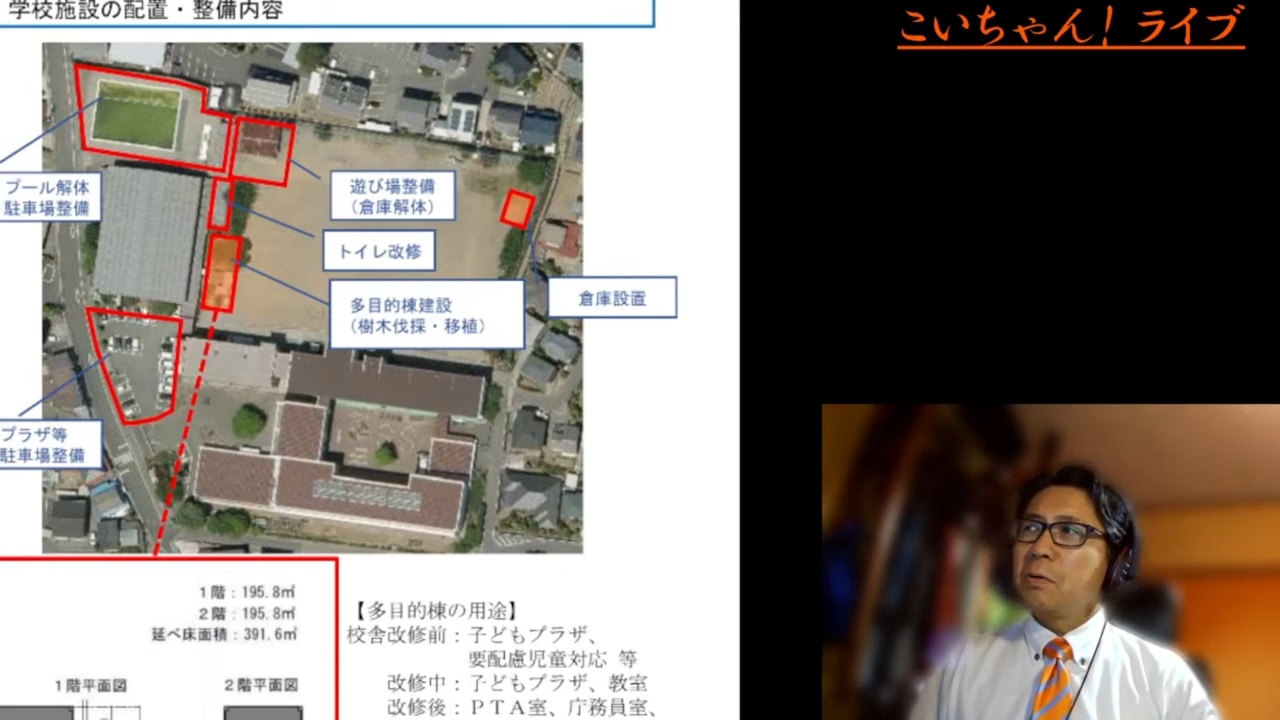 学校施設の配置・整備内容
こいちゃん！ライブ
プール解体
駐車場整備
遊び場整備
（倉庫解体）
トイレ改修
多目的棟建設
（樹木伐採・移植）
倉庫設置
プラザ等
駐車場整備
1階：195.8㎡
2階：195.8㎡
延べ床面積：391.6㎡
1階平面図
2階平面図
【多目的棟の用途】
校舎改修前：子どもプラザ、
要配慮児童対応 等
改修中：子どもプラザ、教室
改修後：ＰＴＡ室、庁務員室、